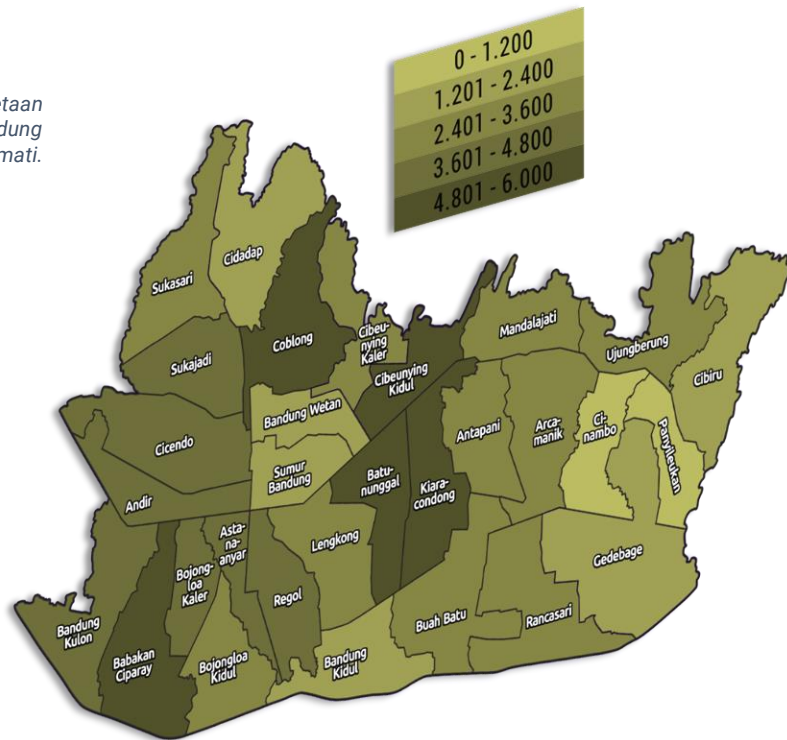 etaan
dung
mati.
0 - 1.200
1.201 - 2.400
2.401 - 3.600
3.601 - 4.800
4.801 - 6.000
Sukasari
Cidadap
Sukajadi
Coblong
Cibeu-
nying
Kaler
Cibeunying
Kidul
Mandalajati
Ujungberung
Cibiru
Cicendo
Bandung Wetan
Antapani
Arca-
manik
Ci-
nambo
Panyileukan
Andir
Sumur
Bandung
Batu-
nunggal
Kiara-
condong
Asta-
na-
anyar
Lengkong
Gedebage
Bojong-
loa
Kaler
Regol
Bandung
Kulon
Babakan
Ciparay
Bojongloa
Kidul
Bandung
Kidul
Buah Batu
Rancasari